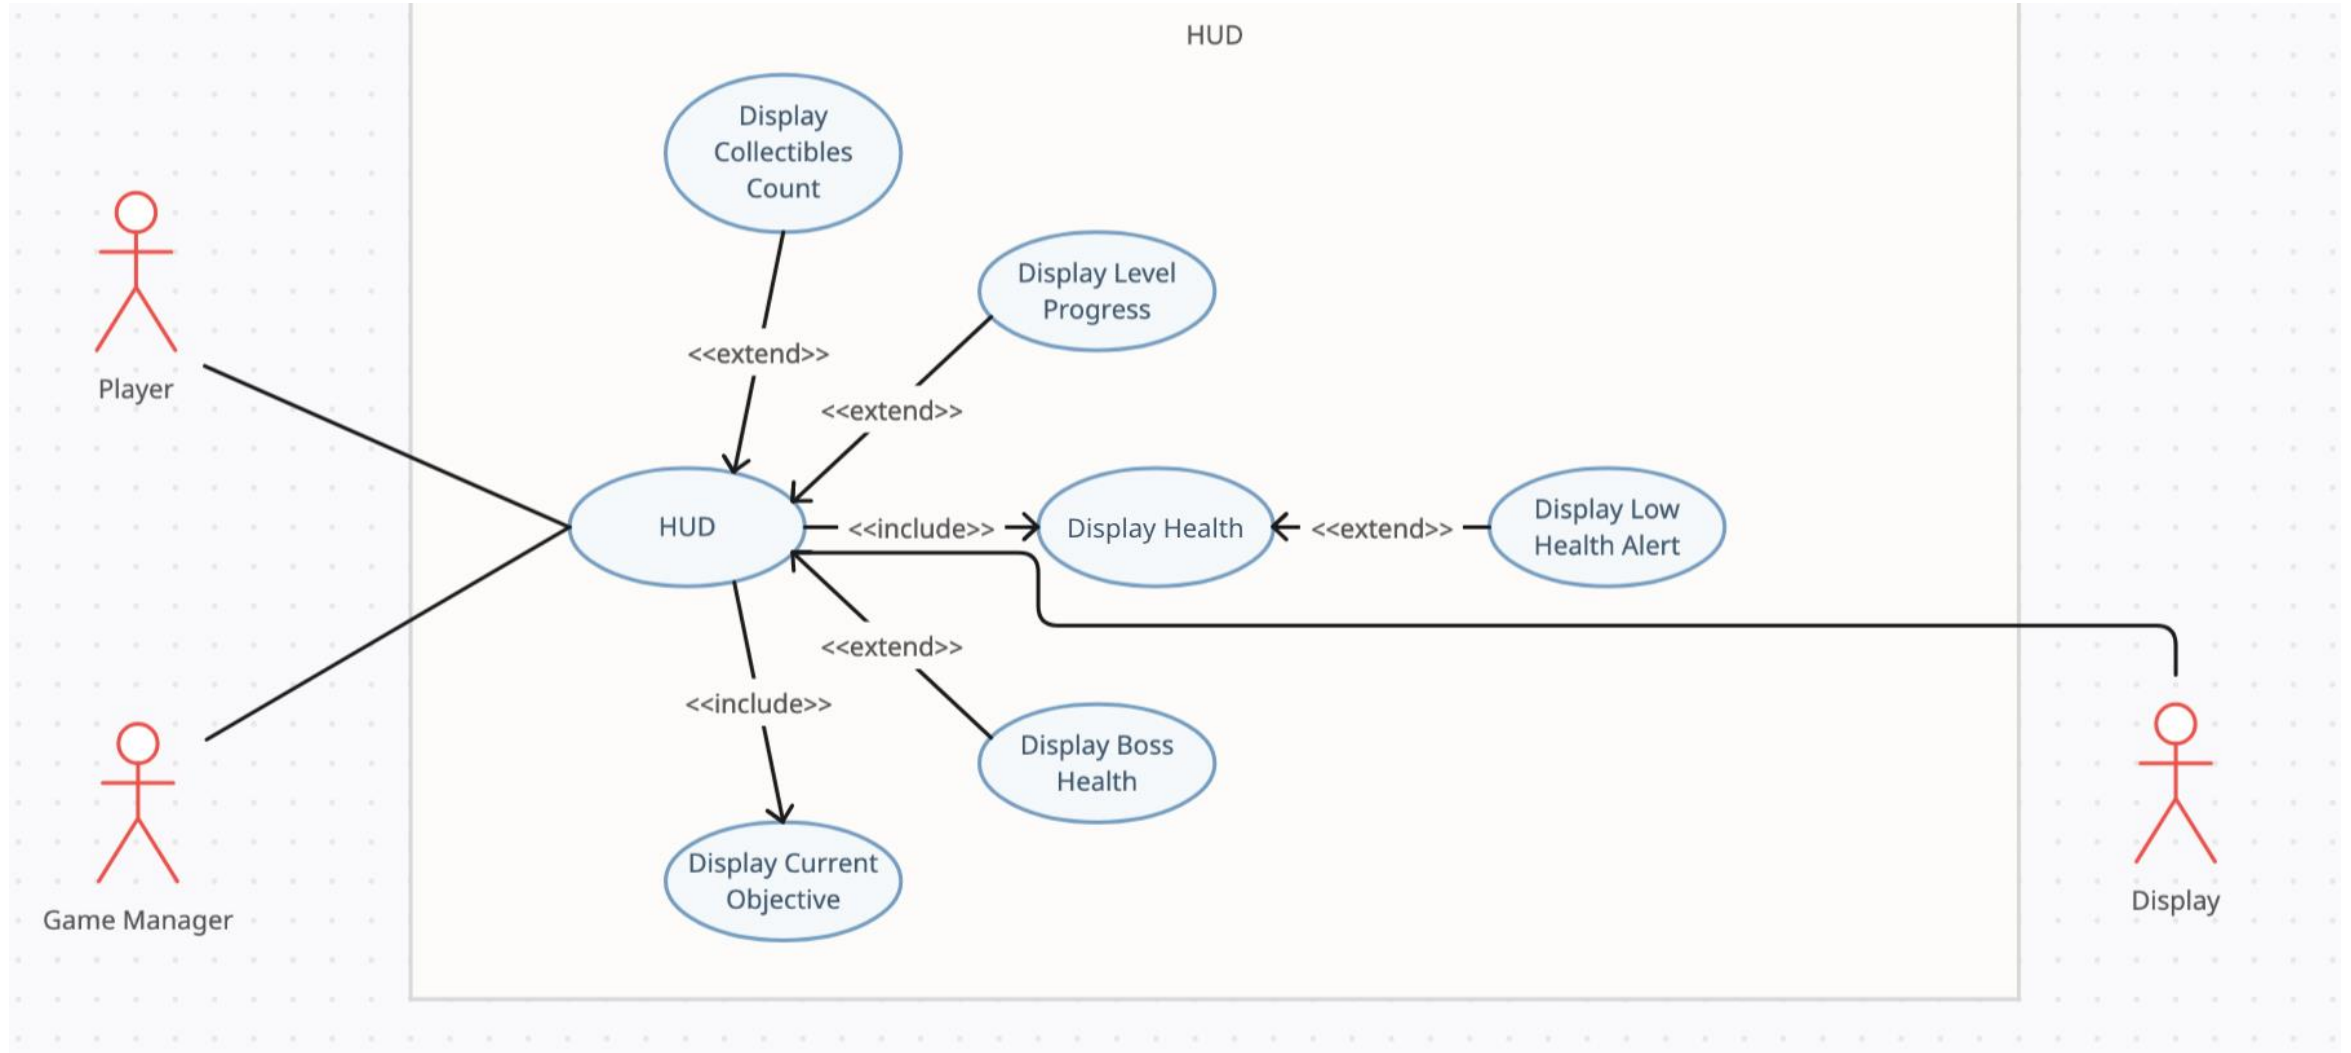 HUD
Display
Collectibles
Count
Display Level
Progress
<<extend>>
Player
<<extend>>
HUD
<<include>>
Display Health
<<extend>>
Display Low
Health Alert
<<extend>>
<<include>>
Display Boss
Health
Display Current
Objective
Game Manager
Display